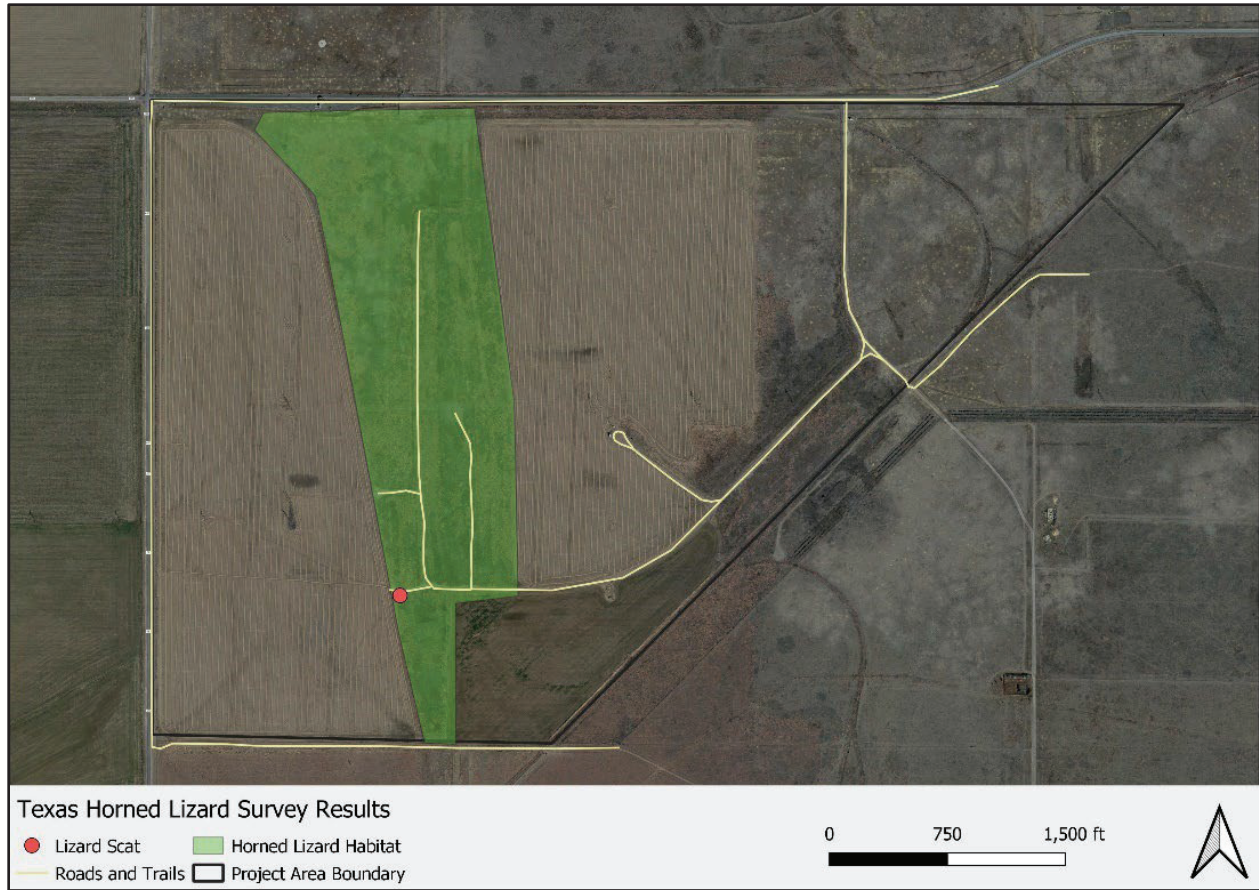 Texas Horned Lizard Survey Results
Lizard Scat
Horned Lizard Habitat
Roads and Trails
Project Area Boundary
0 750 1,500 ft